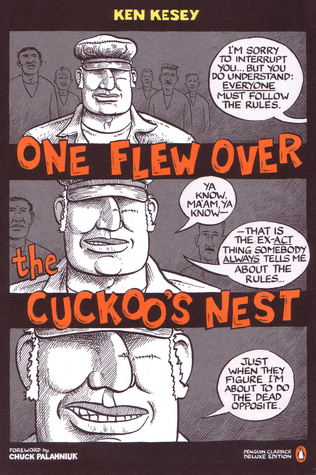 KEN KESEY
I'M SORRY
TO INTERRUPT
YOU... BUT YOU
DO UNDERSTAND:
EVERYONE
MUST FOLLOW
THE RULES.
ONE FLEW OVER
YA
KNOW,
MA'AM, YA
KNOW—
—THAT IS
THE EX-ACT
THING SOMEBODY
ALWAYS TELLS ME
ABOUT THE
RULES...
the
CUCKOO'S NEST
JUST
WHEN THEY
FIGURE I'M
ABOUT TO DO
THE DEAD
OPPOSITE.
FOREWORD BY
CHUCK PALAHNIUK
PENGUIN CLASSICS
DELUXE EDITION